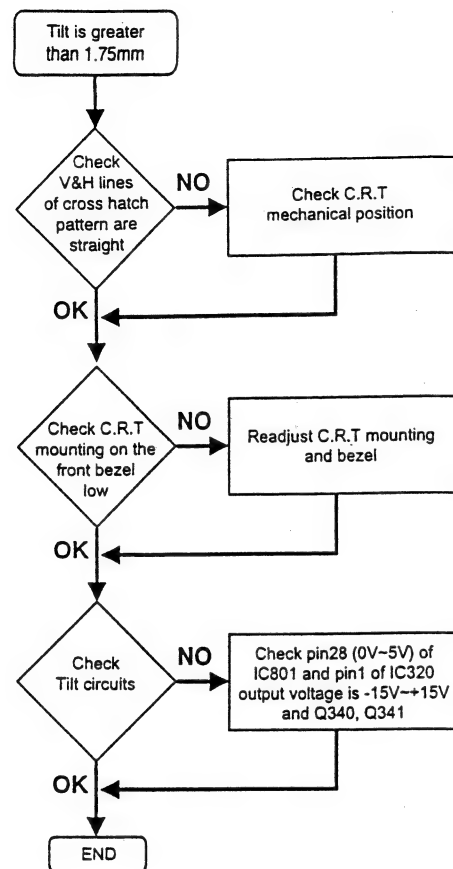 Tilt is greater
than 1.75mm
Check
V&H lines
of cross hatch
pattern are
straight
NO
Check C.R.T
mechanical position
OK
Check C.R.T
mounting on the
front bezel
low
NO
Readjust C.R.T mounting
and bezel
OK
Check
Tilt circuits
NO
Check pin28 (0V~5V) of
IC801 and pin1 of IC320
output voltage is -15V~+15V
and Q340, Q341
OK
END